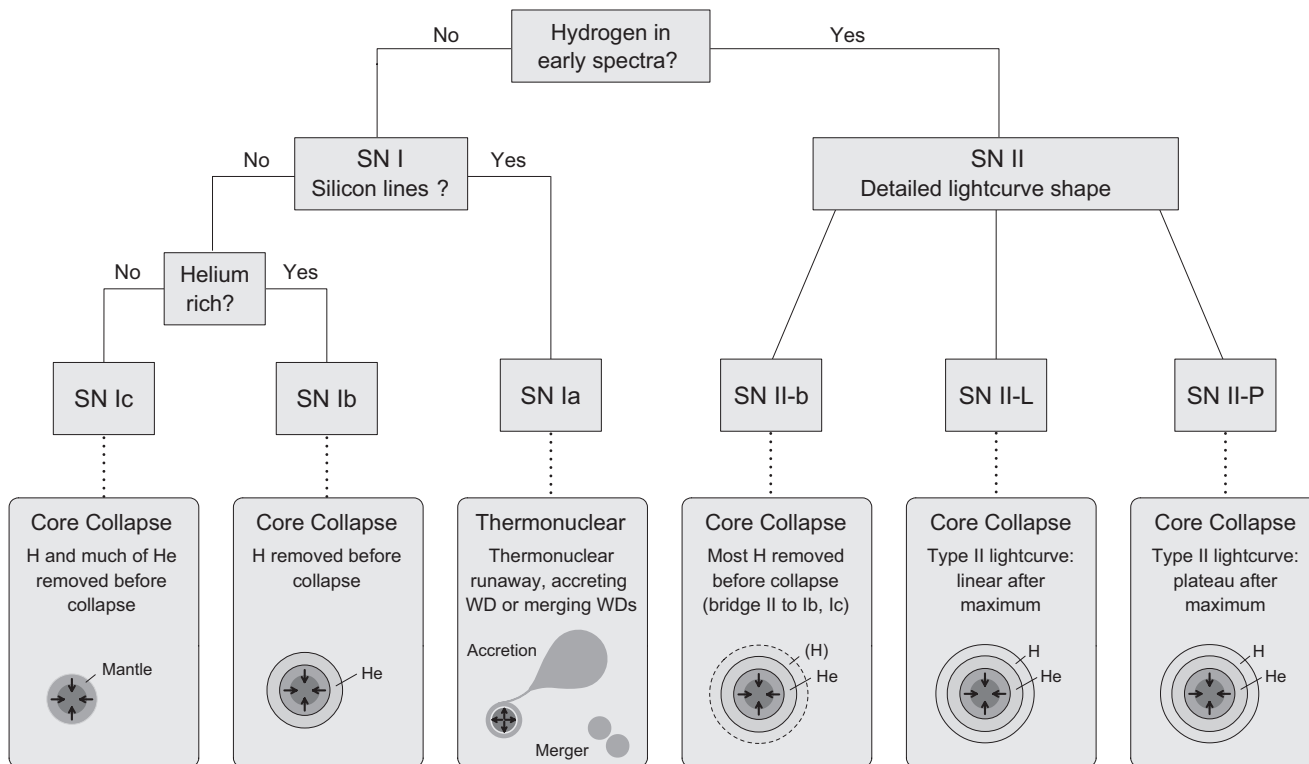 Hydrogen in
early spectra?
No
Yes
SN I
Silicon lines ?
No
Yes
SN II
Detailed lightcurve shape
Helium
rich?
No
Yes
SN Ic
SN Ib
SN Ia
SN II-b
SN II-L
SN II-P
Core Collapse
H and much of He
removed before
collapse
Mantle
Core Collapse
H removed before
collapse
He
Thermonuclear
Thermonuclear
runaway, accreting
WD or merging WDs
Accretion
Merger
Core Collapse
Most H removed
before collapse
(bridge II to Ib, Ic)
(H)
He
Core Collapse
Type II lightcurve:
linear after
maximum
H
He
Core Collapse
Type II lightcurve:
plateau after
maximum
H
He